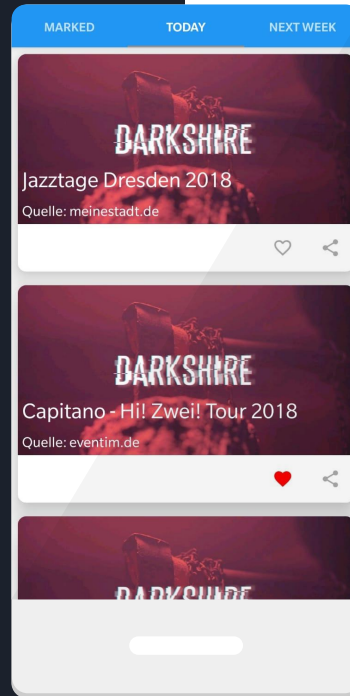 MARKED TODAY NEXT WEEK
DARKSHIRE
Jazztage Dresden 2018
Quelle: meinestadt.de
DARKSHIRE
Capitano - Hi! Zwei! Tour 2018
Quelle: eventim.de
DARKSHIRE